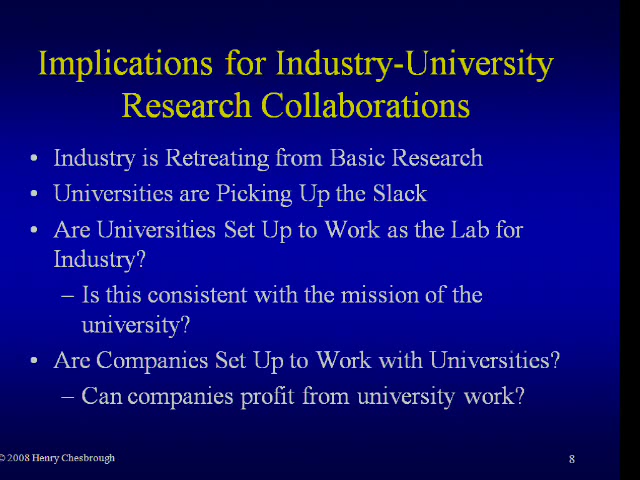 Implications for Industry-University
Research Collaborations
• Industry is Retreating from Basic Research
• Universities are Picking Up the Slack
• Are Universities Set Up to Work as the Lab for
Industry?
– Is this consistent with the mission of the
university?
• Are Companies Set Up to Work with Universities?
– Can companies profit from university work?
© 2008 Henry Chesbrough
8